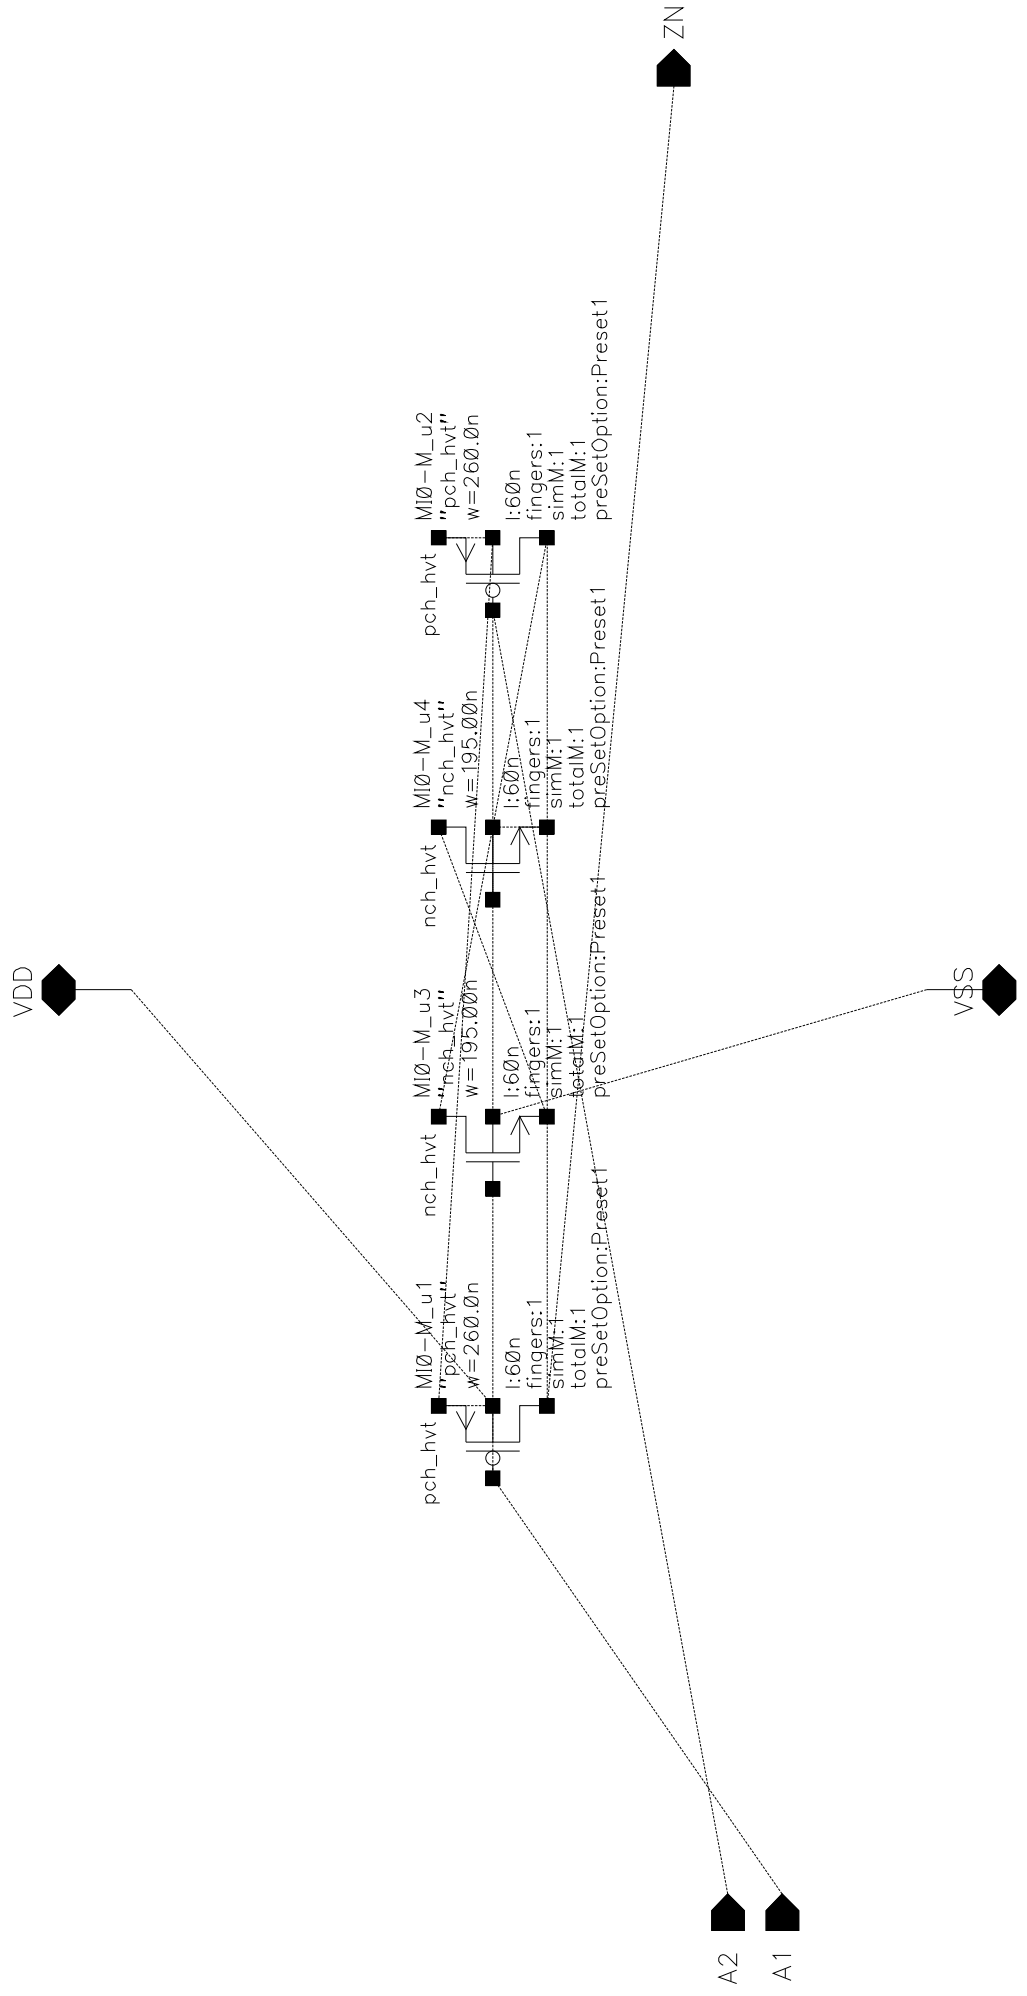 ZN
MI0-M_u2
"pch_hvt"
w=260.0n
l:60n
fingers:1
simM:1
totalM:1
preSetOption:Preset1
pch_hvt
MI0-M_u4
"nch_hvt"
w=195.00n
l:60n
fingers:1
simM:1
totalM:1
preSetOption:Preset1
nch_hvt
VDD
VSS
MI0-M_u3
"nch_hvt"
w=195.00n
l:60n
fingers:1
simM:1
totalM:1
preSetOption:Preset1
nch_hvt
MI0-M_u1
"pch_hvt"
w=260.0n
l:60n
fingers:1
simM:1
totalM:1
preSetOption:Preset1
pch_hvt
A2
A1